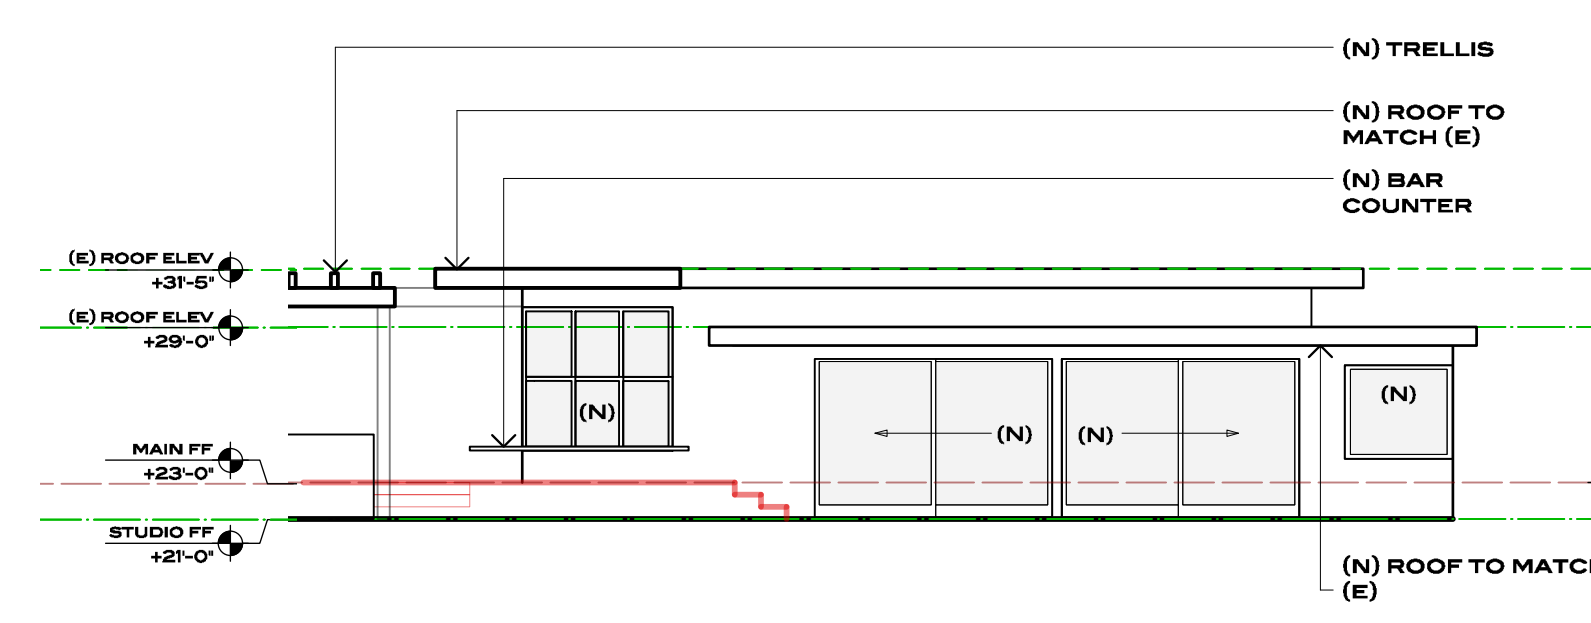 (N) TRELLIS
(N) ROOF TO
MATCH (E)
(N) BAR
COUNTER
(E) ROOF ELEV
+31'-5"
(E) ROOF ELEV
+29'-0"
(N)
(N)
(N)
(N)
MAIN FF
+23'-0"
STUDIO FF
+21'-0"
(N) ROOF TO MATC
(E)